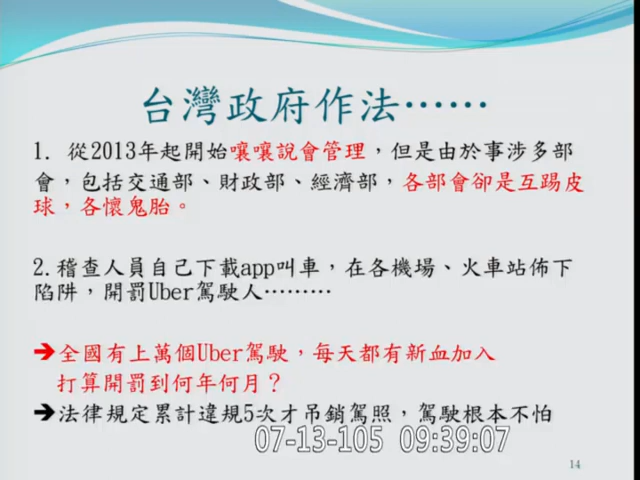 台灣政府作法……
1. 從2013年起開始嚷嚷說會管理，但是由於事涉多部
會，包括交通部、財政部、經濟部，各部會卻是互踢皮
球，各懷鬼胎。
2.稽查人員自己下載app叫車，在各機場、火車站佈下
陷阱，開罰Uber駕駛人………
➔全國有上萬個Uber駕駛，每天都有新血加入
打算開罰到何年何月？
➔法律規定累計違規5次才吊銷駕照，駕駛根本不怕
07-13-105 09:39:07
14